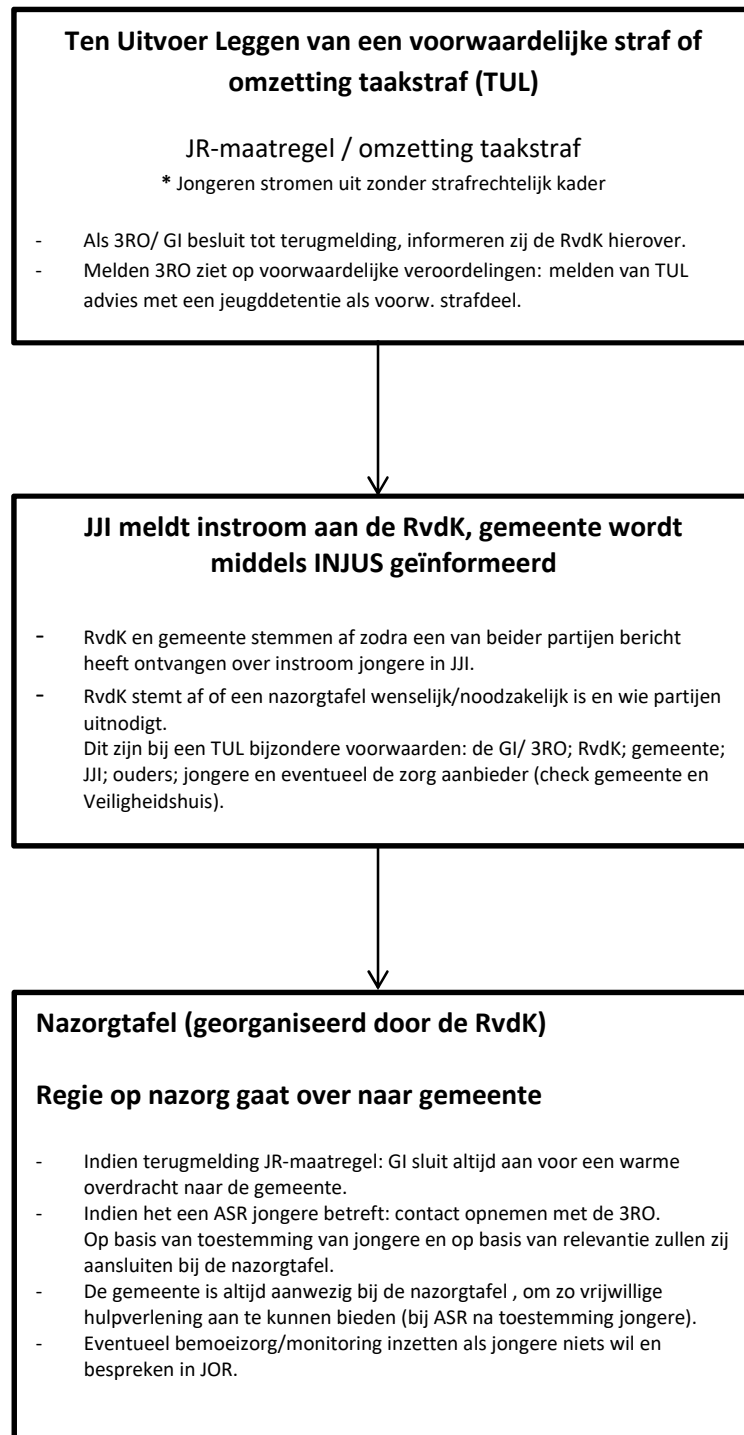 Ten Uitvoer Leggen van een voorwaardelijke straf of
omzetting taakstraf (TUL)
JR-maatregel / omzetting taakstraf
* Jongeren stromen uit zonder strafrechtelijk kader
- Als 3RO/ GI besluit tot terugmelding, informeren zij de RvdK hierover.
- Melden 3RO ziet op voorwaardelijke veroordelingen: melden van TUL
advies met een jeugddetentie als voorw. strafdeel.
JJI meldt instroom aan de RvdK, gemeente wordt
middels INJUS geïnformeerd
- RvdK en gemeente stemmen af zodra een van beider partijen bericht
heeft ontvangen over instroom jongere in JJI.
- RvdK stemt af of een nazorgtafel wenselijk/noodzakelijk is en wie partijen
uitnodigt.
Dit zijn bij een TUL bijzondere voorwaarden: de GI/ 3RO; RvdK; gemeente;
JJI; ouders; jongere en eventueel de zorg aanbieder (check gemeente en
Veiligheidshuis).
Nazorgtafel (georganiseerd door de RvdK)
Regie op nazorg gaat over naar gemeente
- Indien terugmelding JR-maatregel: GI sluit altijd aan voor een warme
overdracht naar de gemeente.
- Indien het een ASR jongere betreft: contact opnemen met de 3RO.
Op basis van toestemming van jongere en op basis van relevantie zullen zij
aansluiten bij de nazorgtafel.
- De gemeente is altijd aanwezig bij de nazorgtafel , om zo vrijwillige
hulpverlening aan te kunnen bieden (bij ASR na toestemming jongere).
- Eventueel bemoeizorg/monitoring inzetten als jongere niets wil en
bespreken in JOR.